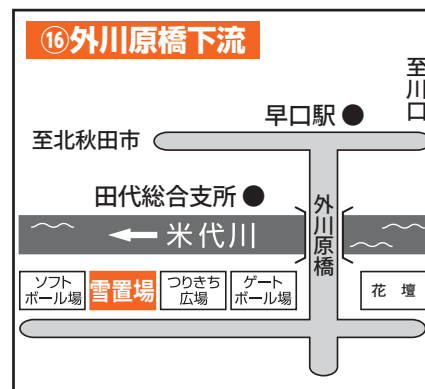 ⑯外川原橋下流
至川口
早口駅●
至北秋田市
田代総合支所●
外川原橋
←米代川
ソフト
ボール場
雪置場
つりきち
広場
ゲート
ボール場
花壇